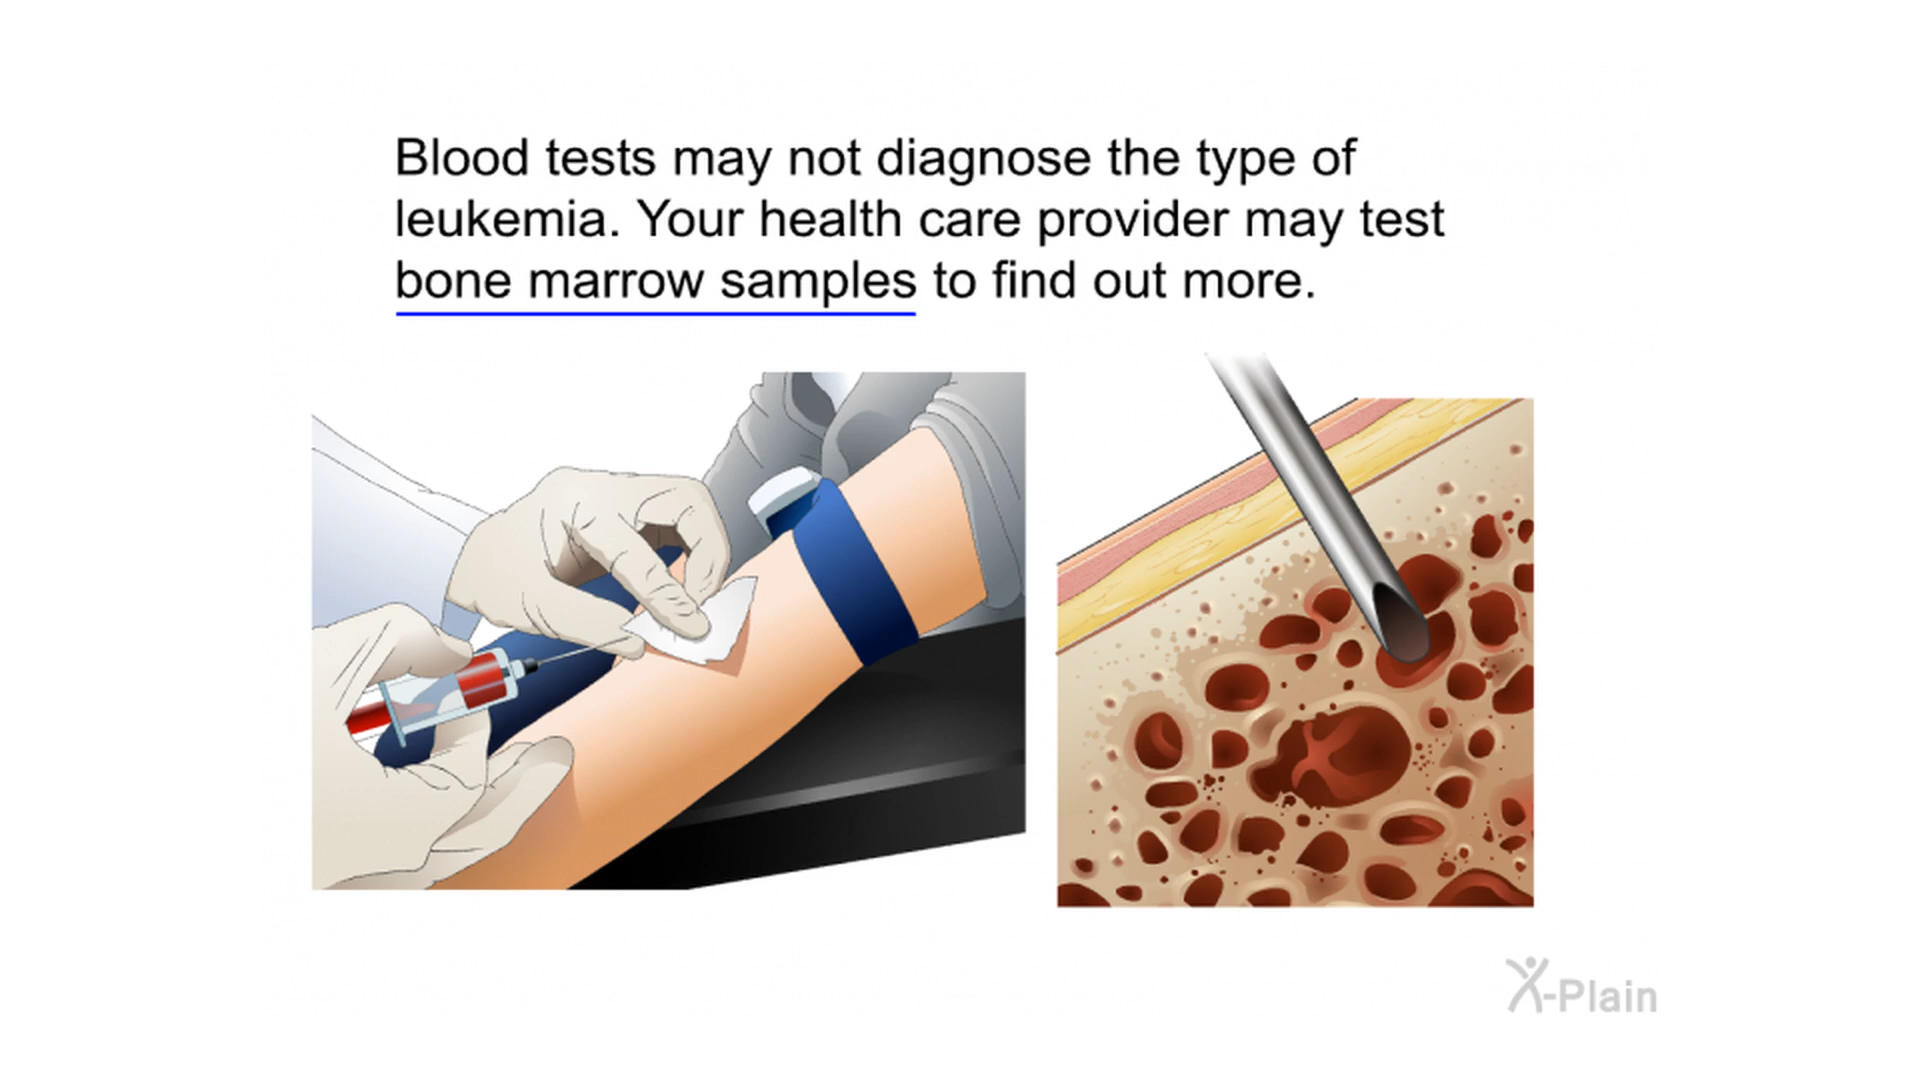 Blood tests may not diagnose the type of
leukemia. Your health care provider may test
bone marrow samples to find out more.
X-Plain